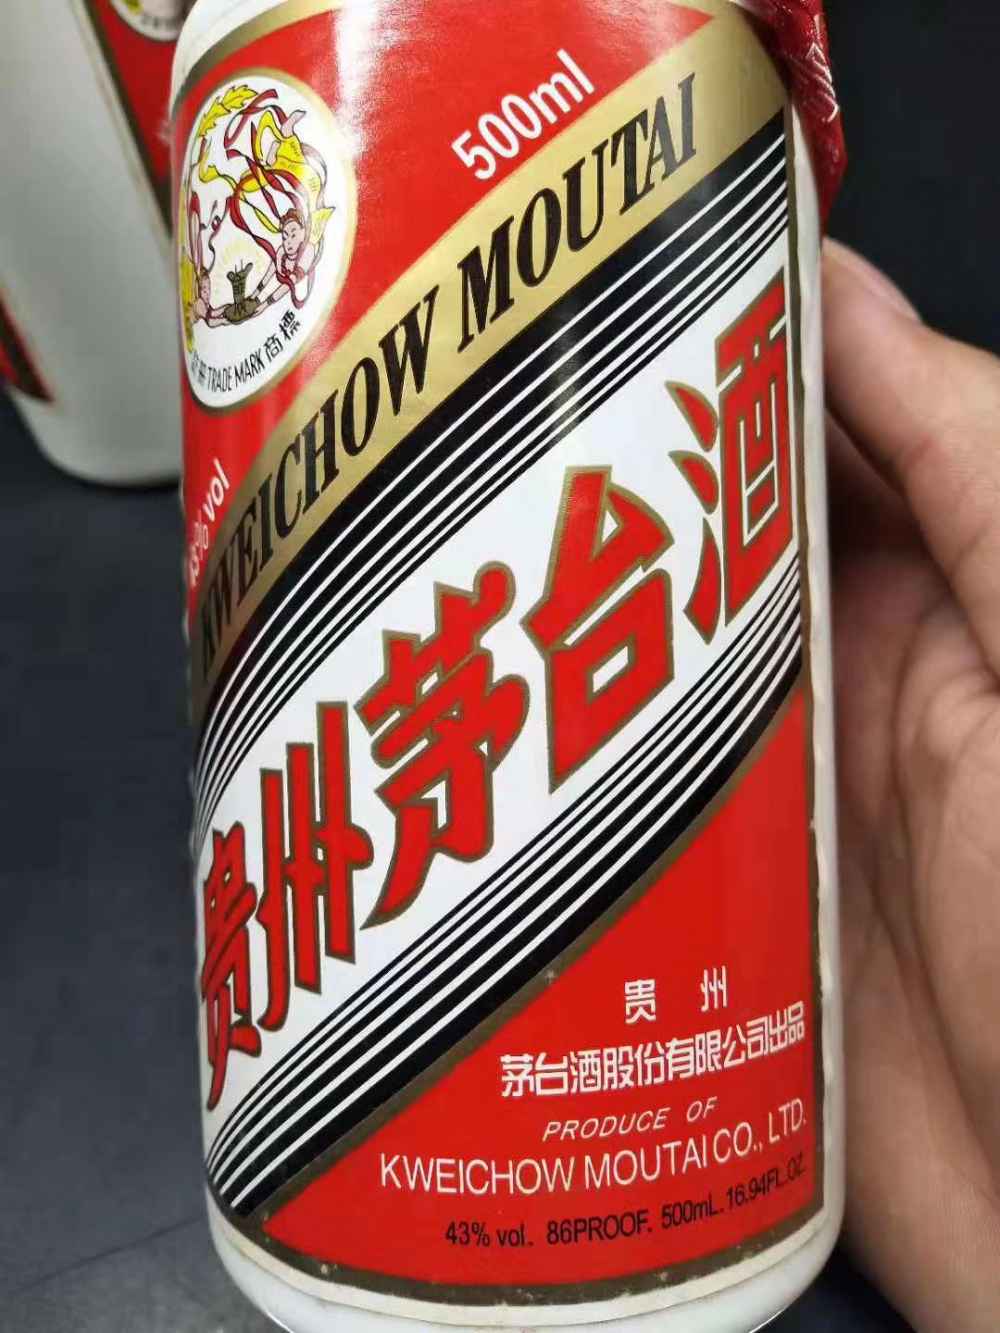 500ml
TRADE MARK 商標
% vol
KWEICHOW MOUTAI
贵州茅台酒
贵 州
茅台酒股份有限公司出品
PRODUCE OF
KWEICHOW MOUTAI CO., LTD.
43% vol. 86PROOF. 500mL. 16.94FL.OZ.